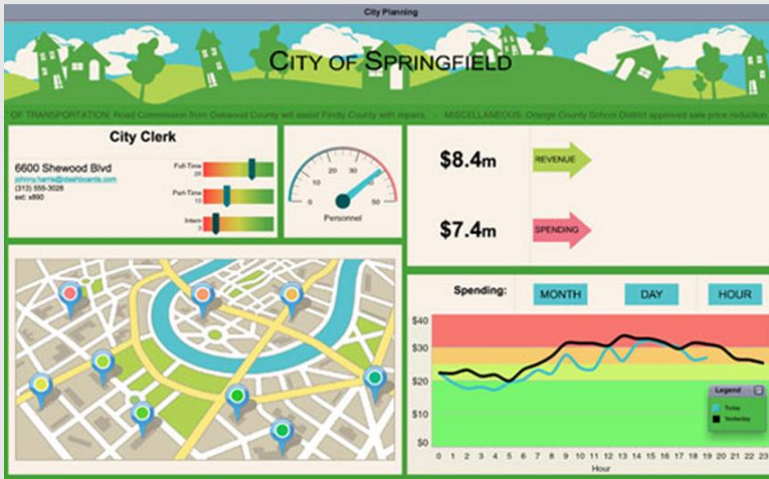 City Planning
CITY OF SPRINGFIELD
OF TRANSPORTATION: Road Commission from Oakwood County will assist Findly County with repairs. - MISCELLANEOUS: Orange County School District approved sale price reduction
City Clerk
6600 Shewood Blvd
johnny.harris@idashboards.com
(313) 555-3028
ext: x890
Full-Time
Part-Time
Intern
3
0
10
20
30
50
Personnel
$8.4m
REVENUE
$7.4m
SPENDING
Spending:
MONTH
DAY
HOUR
$40
$30
$20
$10
$0
0 1 2 3 4 5 6 7 8 9 10 11 12 13 14 15 16 17 18 19 20 21 22 23
Hour
Legend
Today
Yesterday